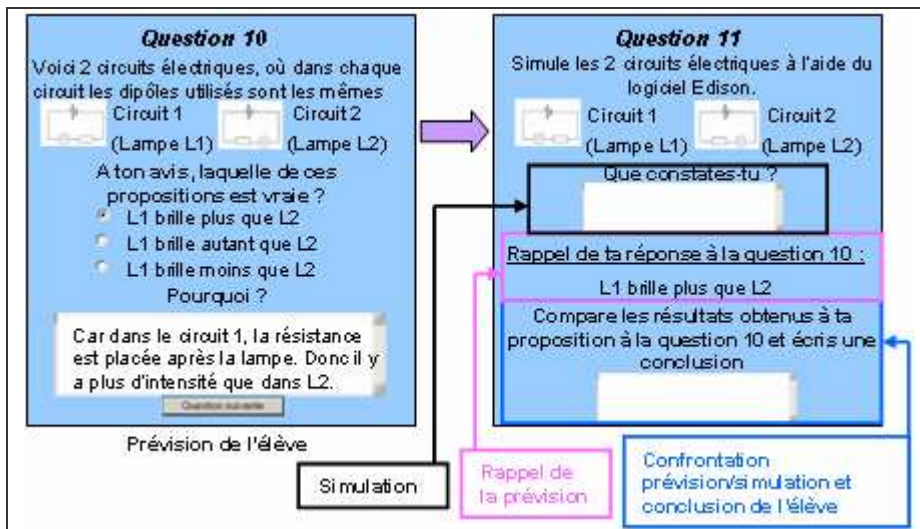 Question 10
Voici 2 circuits électriques, où dans chaque
circuit les dipôles utilisés sont les mêmes
Circuit 1
(Lampe L1)
Circuit 2
(Lampe L2)
A ton avis, laquelle de ces
propositions est vraie ?
L1 brille plus que L2
L1 brille autant que L2
L1 brille moins que L2
Pourquoi ?
Car dans le circuit 1, la résistance
est placée après la lampe. Donc il y
a plus d'intensité que dans L2.
Question suivante
Prévision de l'élève
Question 11
Simule les 2 circuits électriques à l'aide du
logiciel Edison.
Circuit 1
(Lampe L1)
Circuit 2
(Lampe L2)
Que constates-tu ?
Rappel de ta réponse à la question 10 :
L1 brille plus que L2
Compare les résultats obtenus à ta
proposition à la question 10 et écris une
conclusion
Simulation
Rappel de
la prévision
Confrontation
prévision/simulation et
conclusion de l'élève